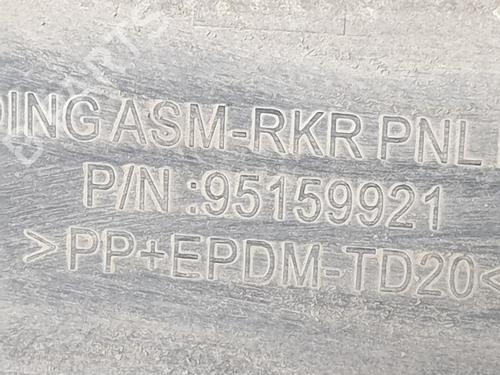 DING ASM-RKR PNL
P/N :95159921
>PP+EPDM-TD20<